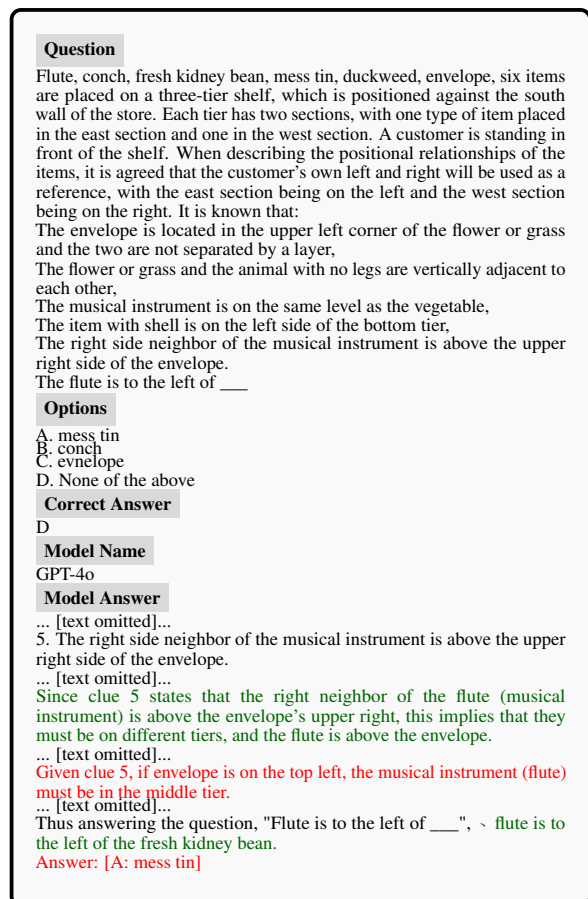 Question
Flute, conch, fresh kidney bean, mess tin, duckweed, envelope, six items
are placed on a three-tier shelf, which is positioned against the south
wall of the store. Each tier has two sections, with one type of item placed
in the east section and one in the west section. A customer is standing in
front of the shelf. When describing the positional relationships of the
items, it is agreed that the customer's own left and right will be used as a
reference, with the east section being on the left and the west section
being on the right. It is known that:
The envelope is located in the upper left corner of the flower or grass
and the two are not separated by a layer,
The flower or grass and the animal with no legs are vertically adjacent to
each other,
The musical instrument is on the same level as the vegetable,
The item with shell is on the left side of the bottom tier,
The right side neighbor of the musical instrument is above the upper
right side of the envelope.
The flute is to the left of ___
Options
A. mess tin
B. conch
C. evnelope
D. None of the above
Correct Answer
D
Model Name
GPT-4o
Model Answer
... [text omitted]...
5. The right side neighbor of the musical instrument is above the upper
right side of the envelope.
... [text omitted]...
Since clue 5 states that the right neighbor of the flute (musical
instrument) is above the envelope's upper right, this implies that they
must be on different tiers, and the flute is above the envelope.
... [text omitted]...
Given clue 5, if envelope is on the top left, the musical instrument (flute)
must be in the middle tier.
... [text omitted]...
Thus answering the question, "Flute is to the left of ___", 、 flute is to
the left of the fresh kidney bean.
Answer: [A: mess tin]